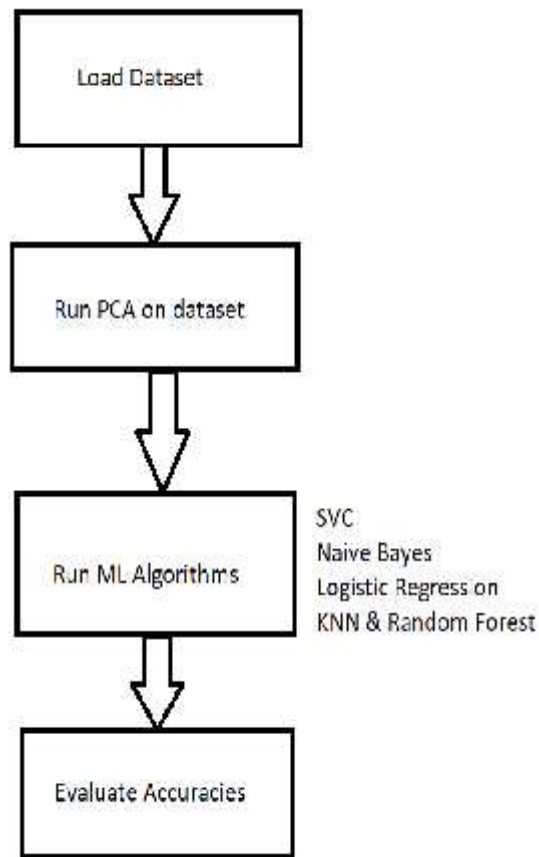 Load Dataset
Run PCA on dataset
Run ML Algorithms
SVC
Naive Bayes
Logistic Regress on
KNN & Random Forest
Evaluate Accuracies